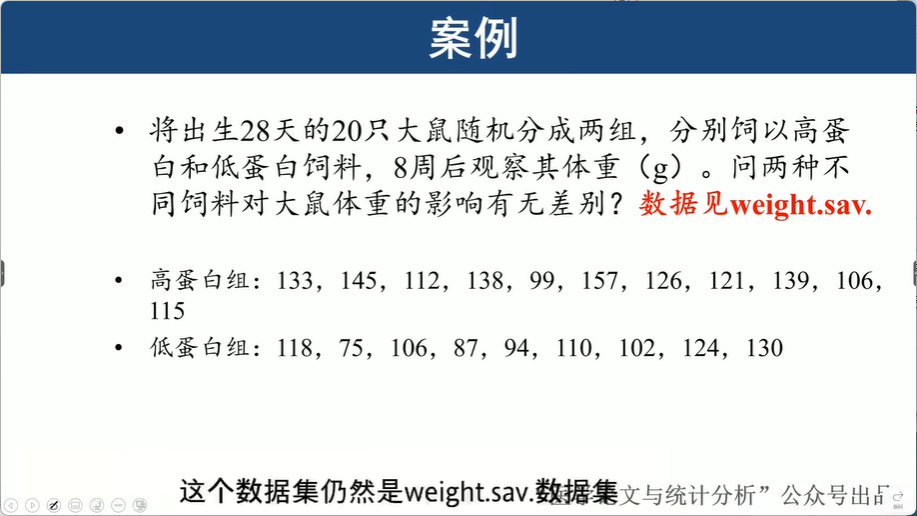 案例
• 将出生28天的20只大鼠随机分成两组，分别饲以高蛋
白和低蛋白饲料，8周后观察其体重（g）。问两种不
同饲料对大鼠体重的影响有无差别？数据见weight.sav.
• 高蛋白组：133，145，112，138，99，157，126，121，139，106，
115
• 低蛋白组：118，75，106，87，94，110，102，124，130
这个数据集仍然是weight.sav.数据集
论文与统计分析”公众号出品